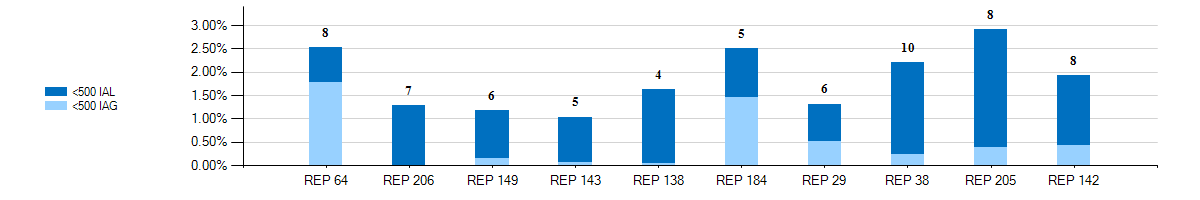 3.00%
2.50%
2.00%
1.50%
1.00%
0.50%
0.00%
<500 IAL
<500 IAG
8
7
6
5
4
5
6
10
8
8
REP 64
REP 206
REP 149
REP 143
REP 138
REP 184
REP 29
REP 38
REP 205
REP 142